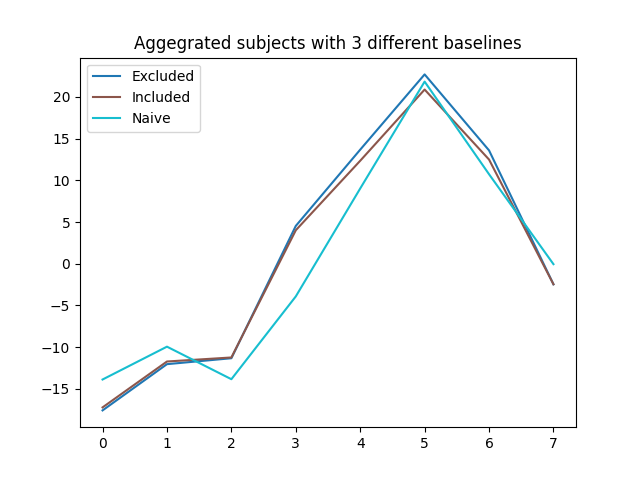 Aggegrated subjects with 3 different baselines
Excluded
Included
Naive
20
15
10
5
0
−5
−10
−15
0 1 2 3 4 5 6 7